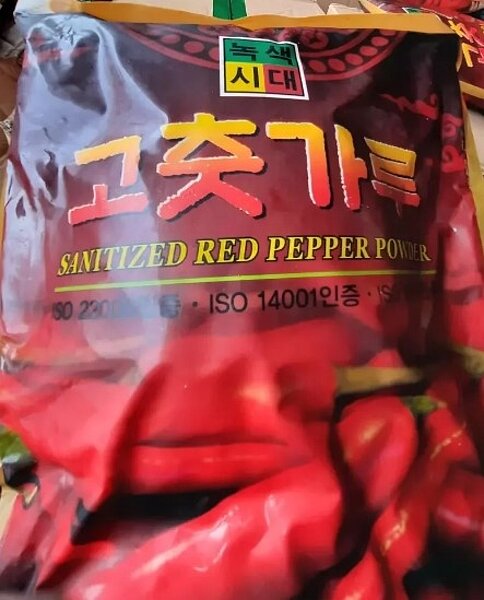 녹색
시대
고춧가루
SANITIZED RED PEPPER POWDER
ISO · ISO 14001인증 ·